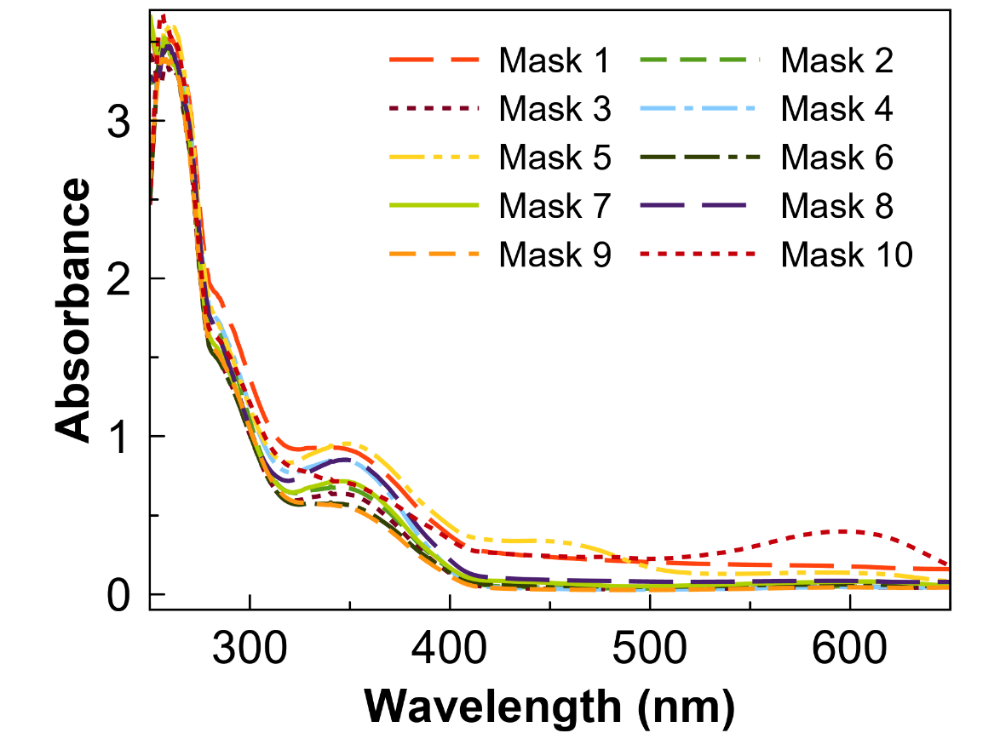 Mask 1 Mask 2
Mask 3 Mask 4
Mask 5 Mask 6
Mask 7 Mask 8
Mask 9 Mask 10
3
2
1
0
Absorbance
300 400 500 600
Wavelength (nm)